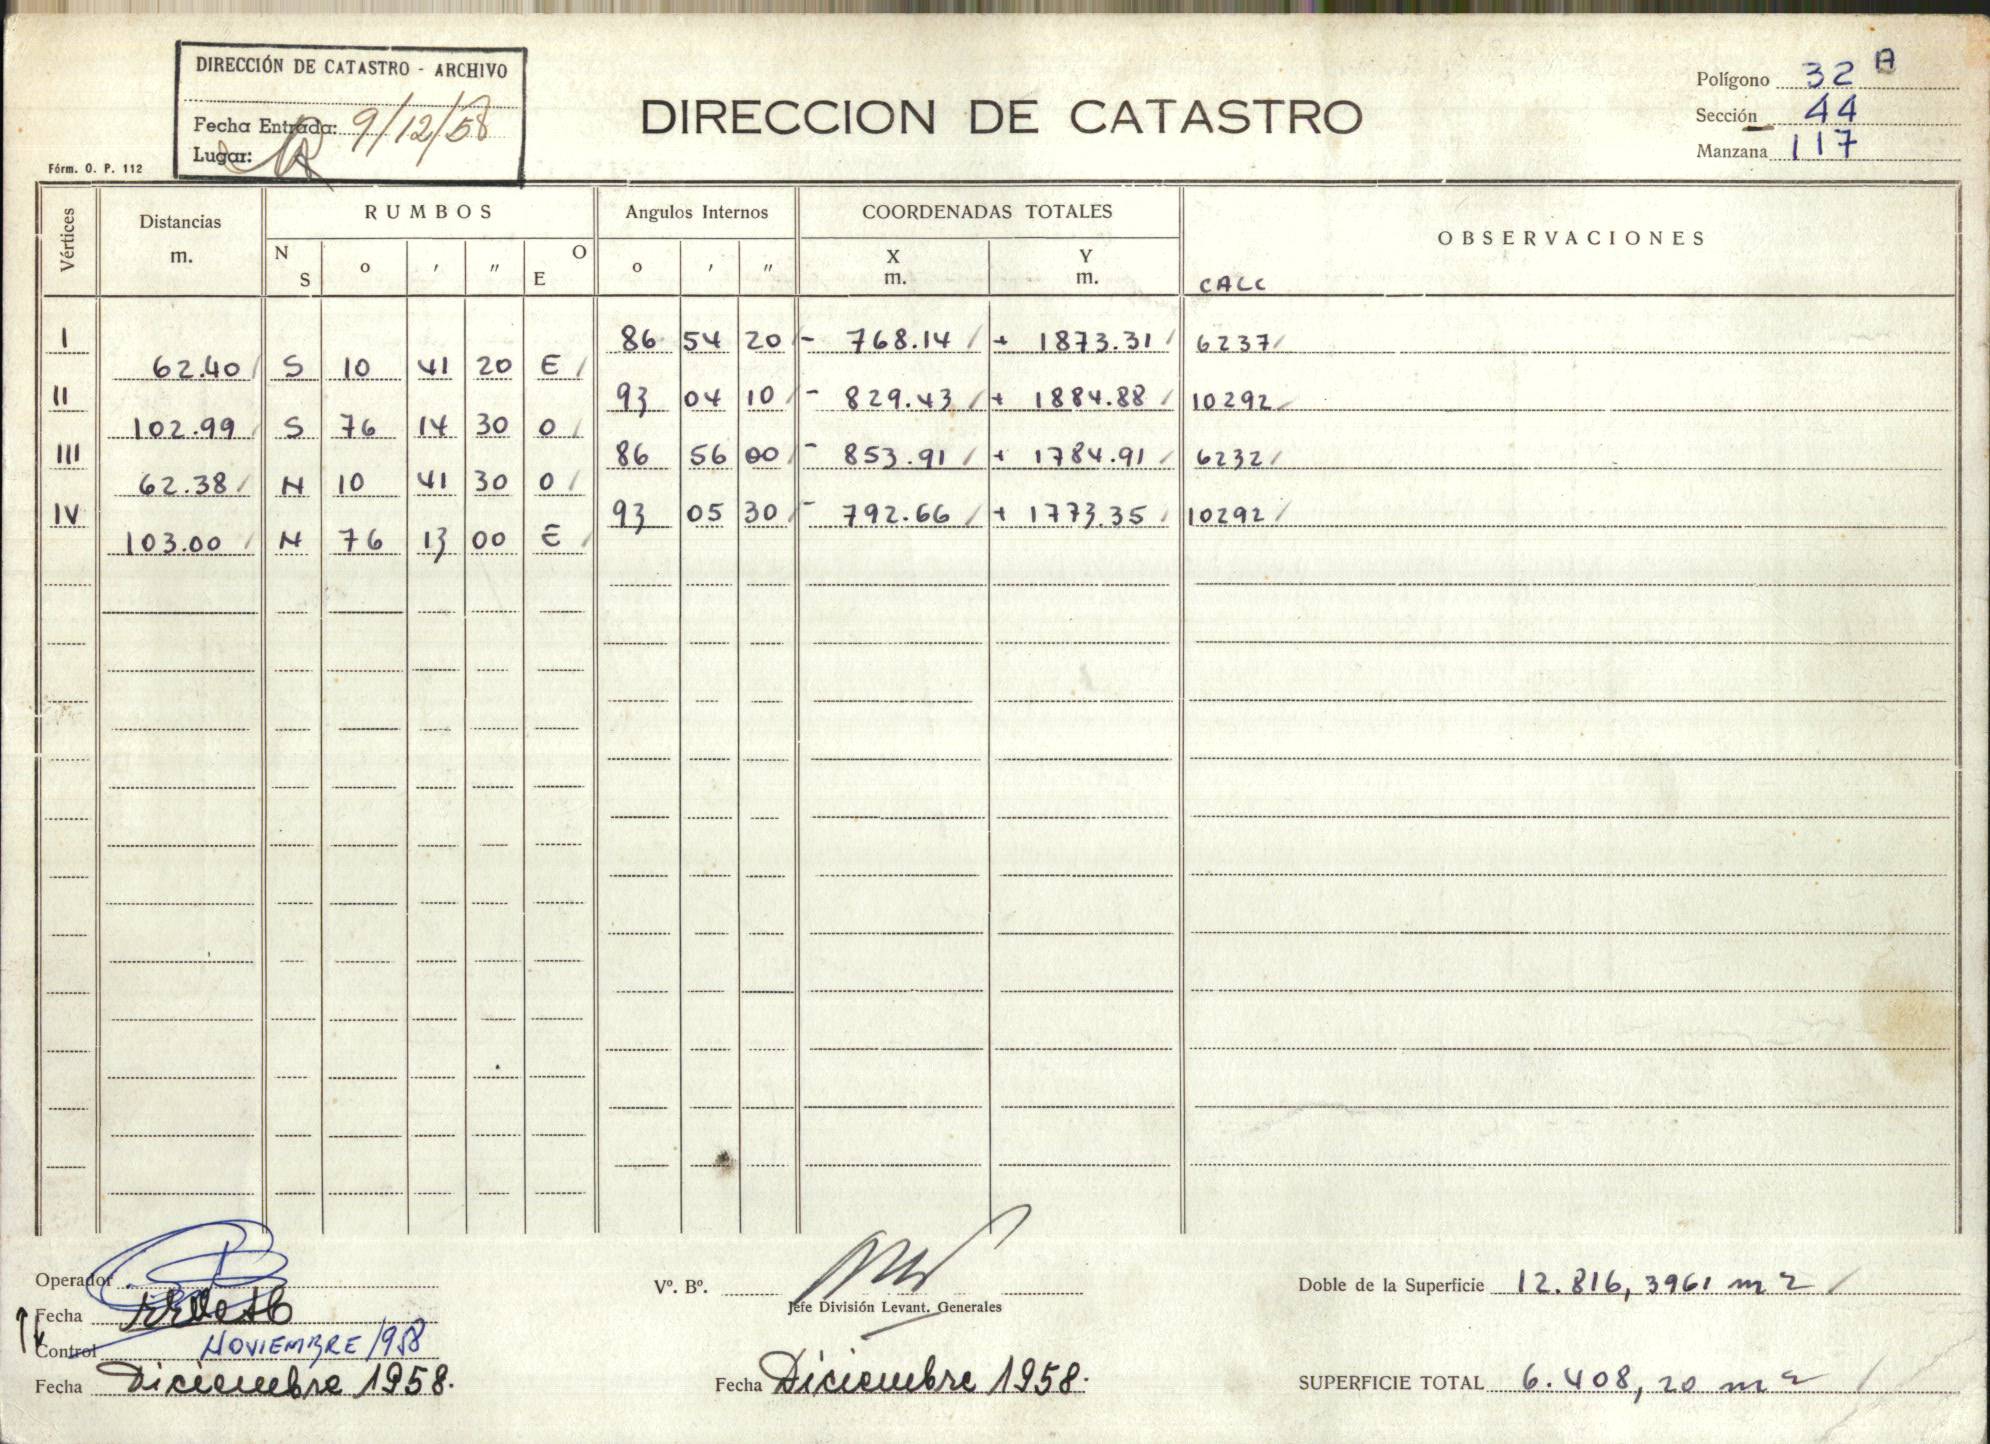 DIRECCIÓN DE CATASTRO - ARCHIVO
Fecha Entrada: 9/12/58
Lugar:
Fórm. O. P. 112
DIRECCION DE CATASTRO
Polígono 32 A
Sección 44
Manzana 117
Vértices Distancias m. RUMBOS N S o ′ ″ O E Angulos Internos o ′ ″ COORDENADAS TOTALES X m. Y m. OBSERVACIONES
CALC
I 86 54 20 - 768.14 + 1873.31 6237
62.40 S 10 41 20 E
II 93 04 10 - 829.43 + 1884.88 10292
102.99 S 76 14 30 O
III 86 56 00 - 853.91 + 1784.91 6232
62.38 N 10 41 30 O
IV 93 05 30 - 792.66 + 1773.35 10292
103.00 N 76 13 00 E
Operador
Fecha
Control NOVIEMBRE/958
Fecha Diciembre 1958.
Vº. Bº.
Jefe División Levant. Generales
Fecha Diciembre 1958.
Doble de la Superficie 12.816,3961 m2
SUPERFICIE TOTAL 6.408,20 m2